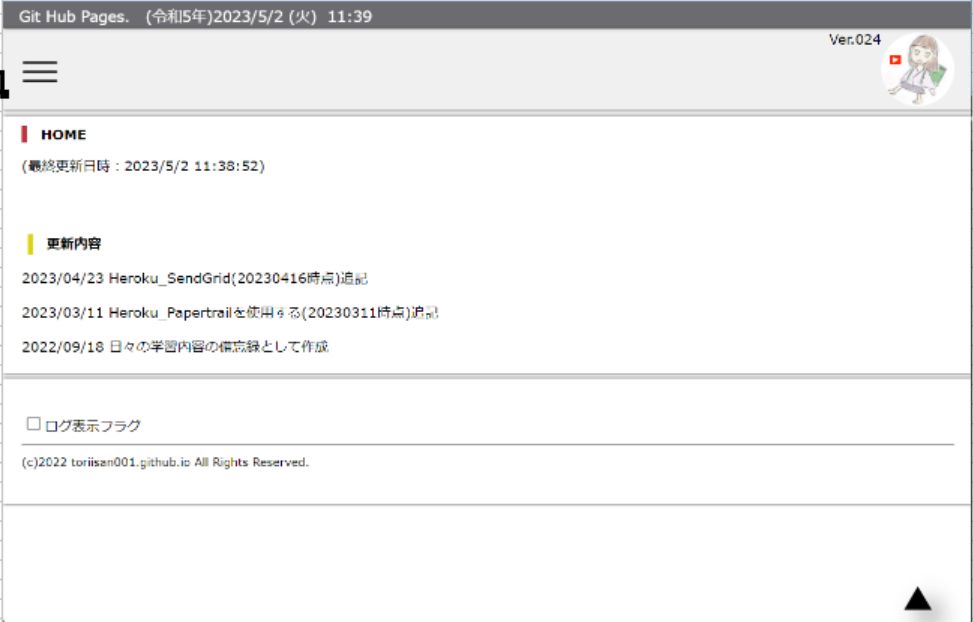 Git Hub Pages. (令和5年)2023/5/2 (火) 11:39
Ver.024
HOME
(最終更新日時：2023/5/2 11:38:52)
更新内容
2023/04/23 Heroku_SendGrid(20230416時点)追記
2023/03/11 Heroku_Papertrailを使用する(20230311時点)追記
2022/09/18 日々の学習内容の備忘録として作成
ログ表示フラグ
(c)2022 toriisan001.github.io All Rights Reserved.